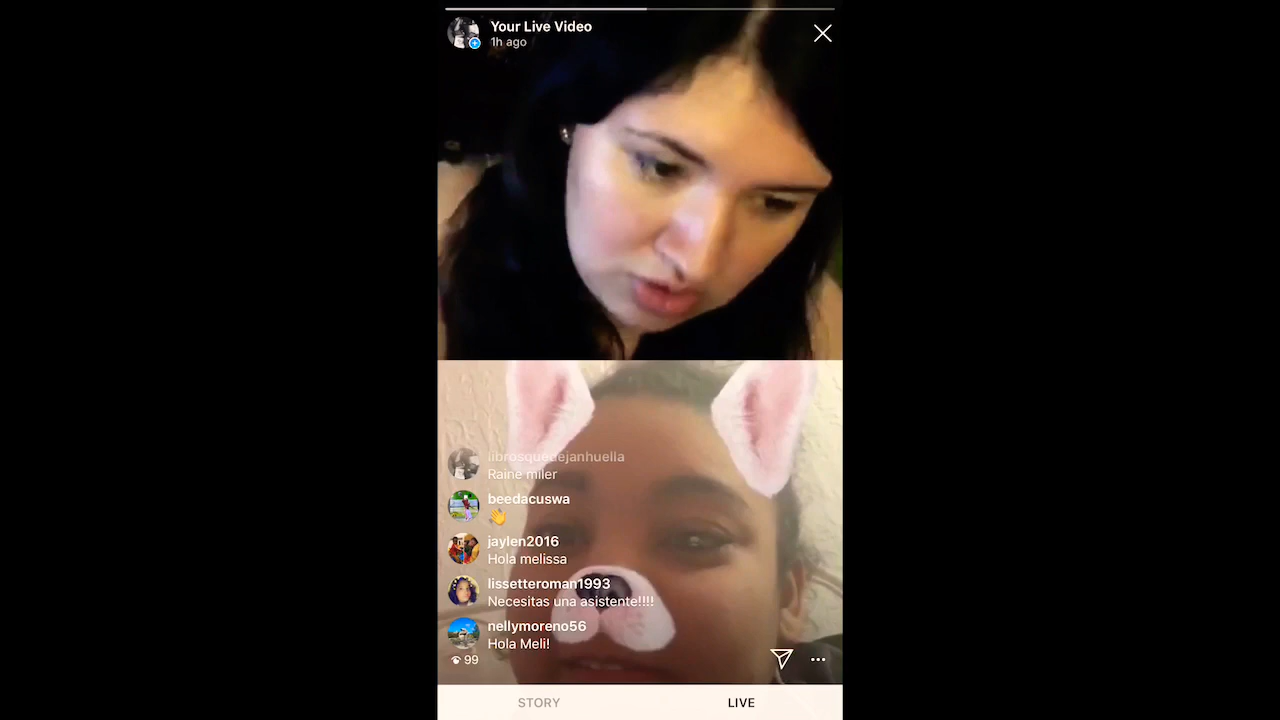 Your Live Video
1h ago
librosquedejanhuella
Raine miler
beedacuswa
jaylen2016
Hola melissa
lissetteroman1993
Necesitas una asistente!!!!
nellymoreno56
Hola Meli!
99
STORY
LIVE